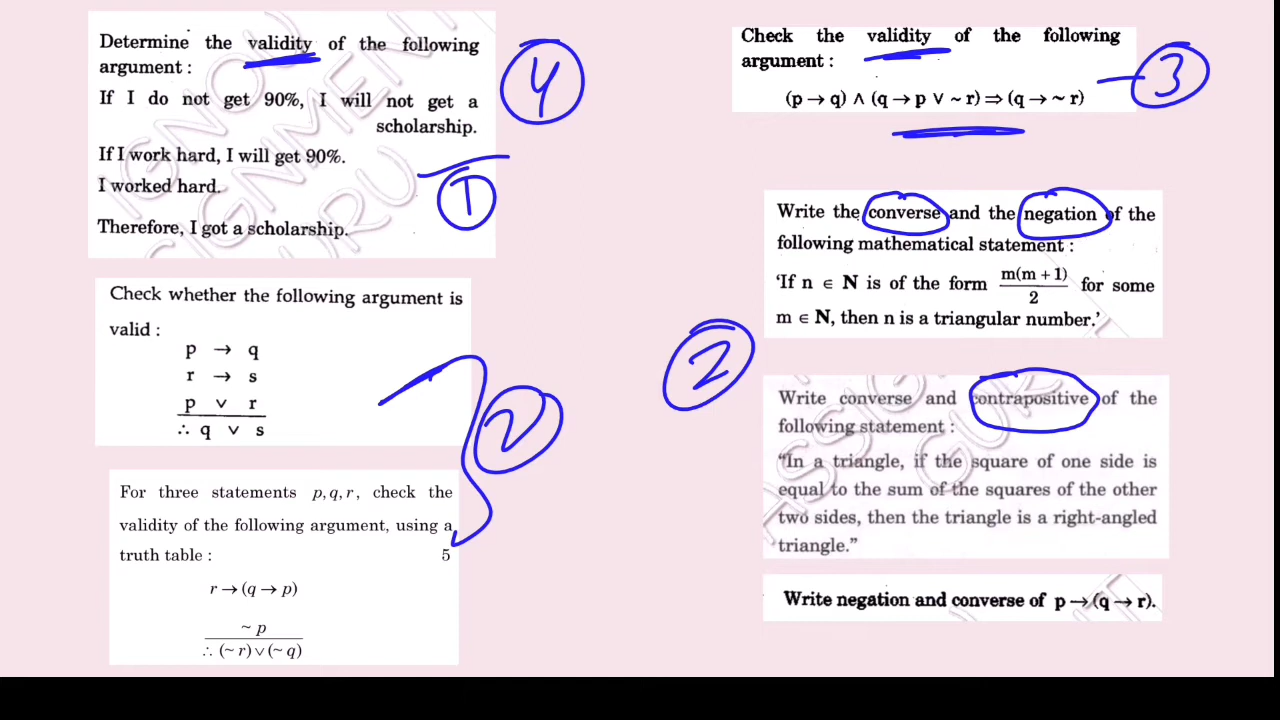 Determine the validity of the following
argument :
If I do not get 90%, I will not get a
scholarship.
If I work hard, I will get 90%.
I worked hard.
Therefore, I got a scholarship.
4
1
Check whether the following argument is
valid :
p → q
r → s
p ∨ r
∴ q ∨ s
For three statements p, q, r, check the
validity of the following argument, using a
truth table : 5
r → (q → p)
~ p
∴ (~ r) ∨ (~ q)
2
Check the validity of the following
argument :
(p → q) ∧ (q → p ∨ ~ r) ⇒ (q → ~ r)
3
Write the converse and the negation of the
following mathematical statement :
'If n ∈ N is of the form m(m + 1)/2 for some
m ∈ N, then n is a triangular number.'
2
Write converse and contrapositive of the
following statement :
"In a triangle, if the square of one side is
equal to the sum of the squares of the other
two sides, then the triangle is a right-angled
triangle."
Write negation and converse of p → (q → r).